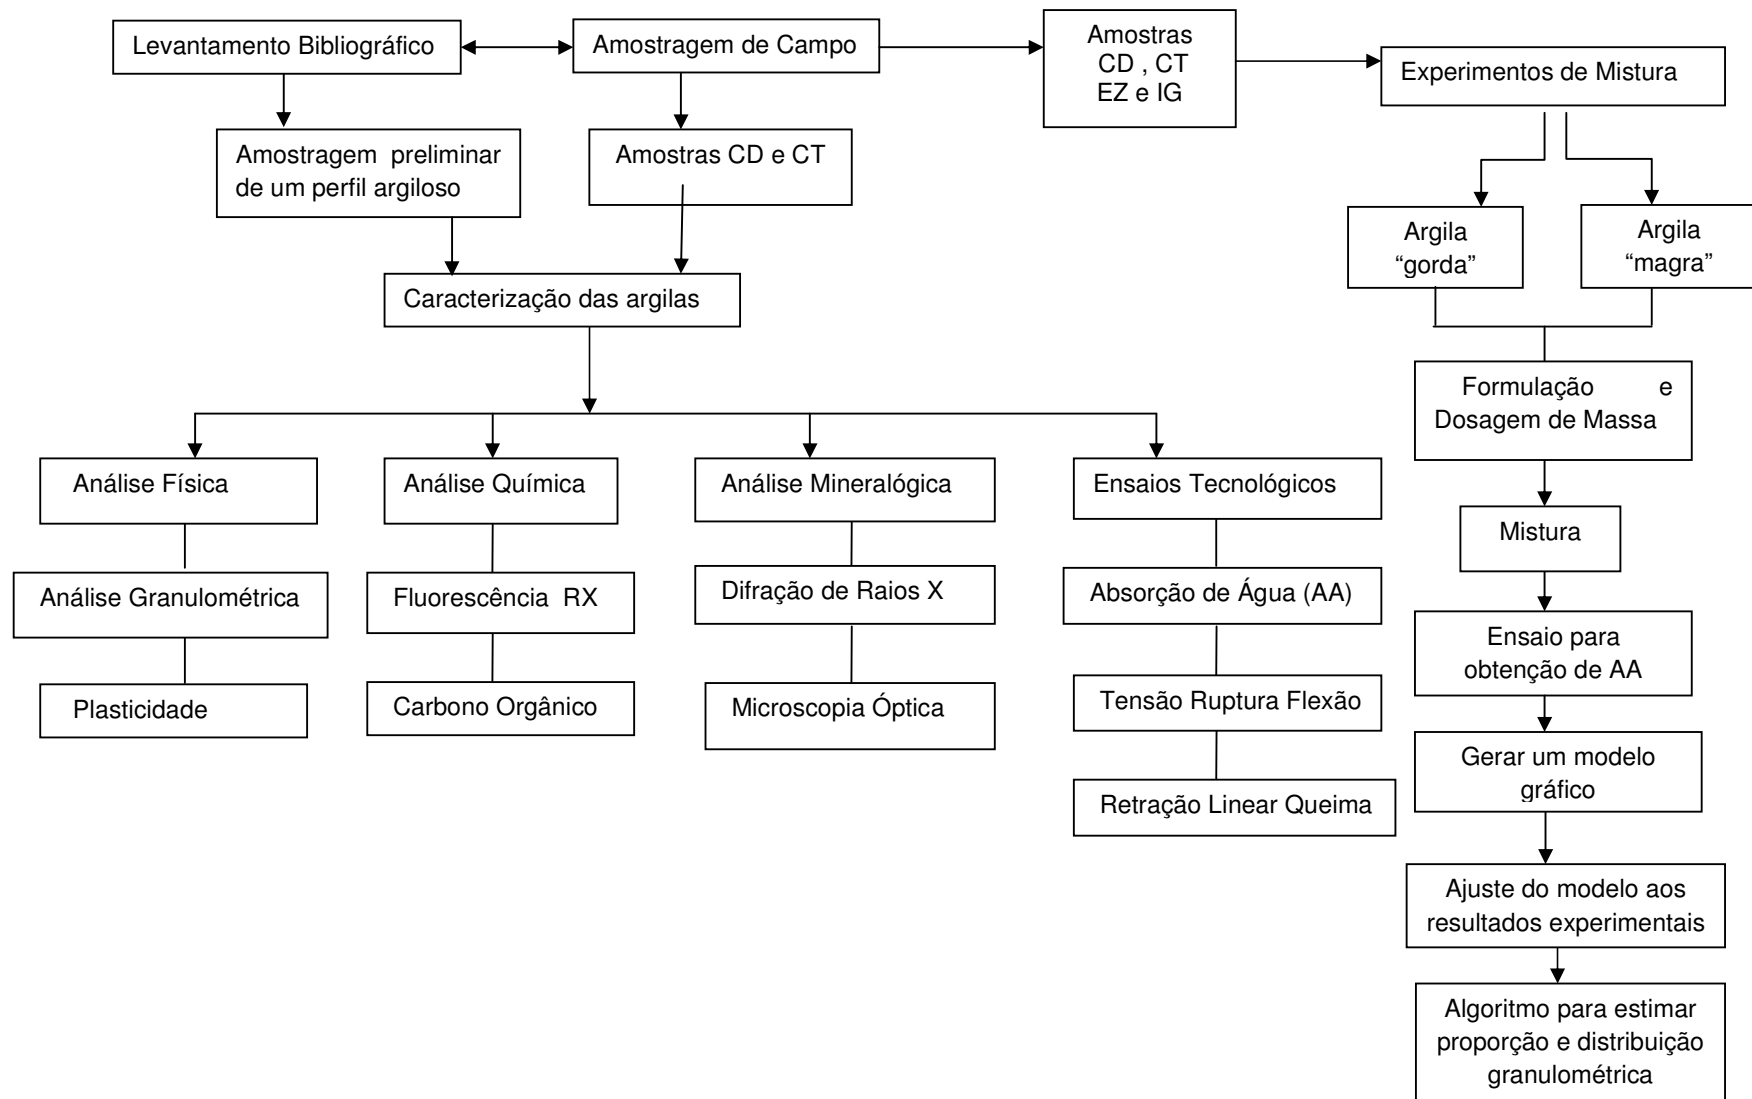 Levantamento Bibliográfico
Amostragem de Campo
Amostras
CD , CT
EZ e IG
Experimentos de Mistura
Amostragem preliminar
de um perfil argiloso
Amostras CD e CT
Argila
“gorda”
Argila
“magra”
Caracterização das argilas
Formulação e
Dosagem de Massa
Análise Física
Análise Química
Análise Mineralógica
Ensaios Tecnológicos
Mistura
Análise Granulométrica
Fluorescência RX
Difração de Raios X
Absorção de Água (AA)
Ensaio para
obtenção de AA
Plasticidade
Carbono Orgânico
Microscopia Óptica
Tensão Ruptura Flexão
Gerar um modelo
gráfico
Retração Linear Queima
Ajuste do modelo aos
resultados experimentais
Algoritmo para estimar
proporção e distribuição
granulométrica